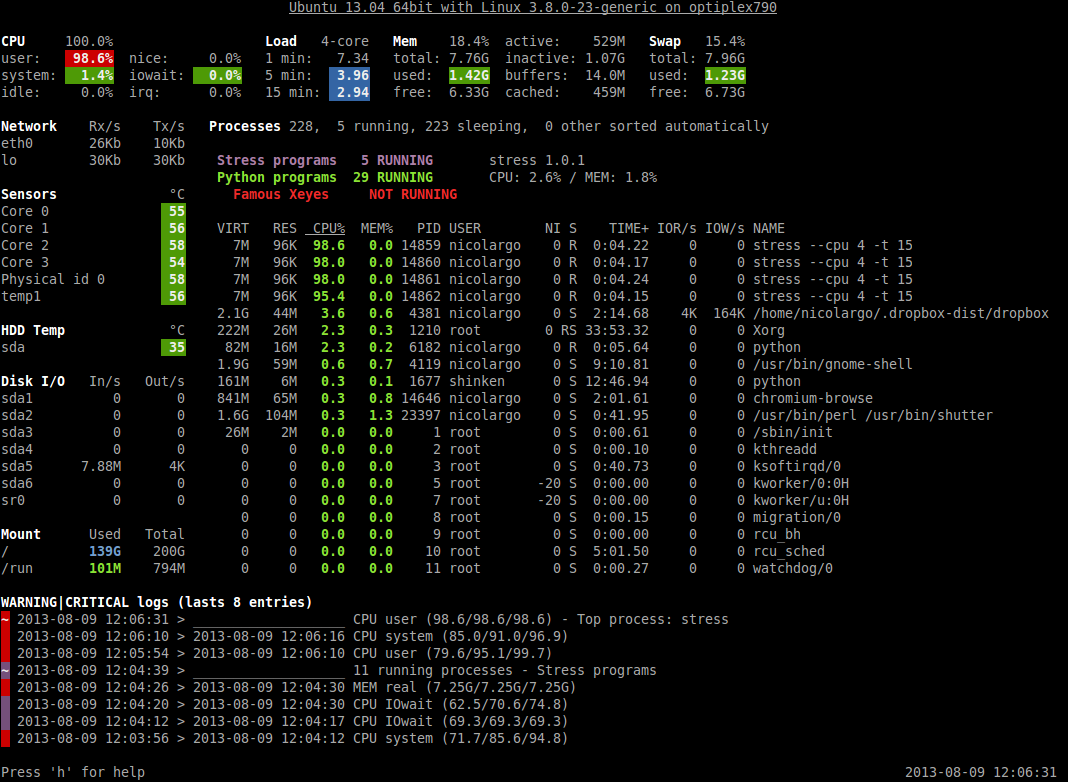 Ubuntu 13.04 64bit with Linux 3.8.0-23-generic on optiplex790
CPU 100.0% Load 4-core Mem 18.4% active: 529M Swap 15.4%
user: 98.6% nice: 0.0% 1 min: 7.34 total: 7.76G inactive: 1.07G total: 7.96G
system: 1.4% iowait: 0.0% 5 min: 3.96 used: 1.42G buffers: 14.0M used: 1.23G
idle: 0.0% irq: 0.0% 15 min: 2.94 free: 6.33G cached: 459M free: 6.73G
Network Rx/s Tx/s Processes 228, 5 running, 223 sleeping, 0 other sorted automatically
eth0 26Kb 10Kb
lo 30Kb 30Kb Stress programs 5 RUNNING stress 1.0.1
Python programs 29 RUNNING CPU: 2.6% / MEM: 1.8%
Sensors °C Famous Xeyes NOT RUNNING
Core 0 55
Core 1 56 VIRT RES CPU% MEM% PID USER NI S TIME+ IOR/s IOW/s NAME
Core 2 58 7M 96K 98.6 0.0 14859 nicolargo 0 R 0:04.22 0 0 stress --cpu 4 -t 15
Core 3 54 7M 96K 98.0 0.0 14860 nicolargo 0 R 0:04.17 0 0 stress --cpu 4 -t 15
Physical id 0 58 7M 96K 98.0 0.0 14861 nicolargo 0 R 0:04.24 0 0 stress --cpu 4 -t 15
temp1 56 7M 96K 95.4 0.0 14862 nicolargo 0 R 0:04.15 0 0 stress --cpu 4 -t 15
2.1G 44M 3.6 0.6 4381 nicolargo 0 S 2:14.68 4K 164K /home/nicolargo/.dropbox-dist/dropbox
HDD Temp °C 222M 26M 2.3 0.3 1210 root 0 RS 33:53.32 0 0 Xorg
sda 35 82M 16M 2.3 0.2 6182 nicolargo 0 R 0:05.64 0 0 python
1.9G 59M 0.6 0.7 4119 nicolargo 0 S 9:10.81 0 0 /usr/bin/gnome-shell
Disk I/O In/s Out/s 161M 6M 0.3 0.1 1677 shinken 0 S 12:46.94 0 0 python
sda1 0 0 841M 65M 0.3 0.8 14646 nicolargo 0 S 2:01.61 0 0 chromium-browse
sda2 0 0 1.6G 104M 0.3 1.3 23397 nicolargo 0 S 0:41.95 0 0 /usr/bin/perl /usr/bin/shutter
sda3 0 0 26M 2M 0.0 0.0 1 root 0 S 0:00.61 0 0 /sbin/init
sda4 0 0 0 0 0.0 0.0 2 root 0 S 0:00.10 0 0 kthreadd
sda5 7.88M 4K 0 0 0.0 0.0 3 root 0 S 0:40.73 0 0 ksoftirqd/0
sda6 0 0 0 0 0.0 0.0 5 root -20 S 0:00.00 0 0 kworker/0:0H
sr0 0 0 0 0 0.0 0.0 7 root -20 S 0:00.00 0 0 kworker/u:0H
0 0 0.0 0.0 8 root 0 S 0:00.15 0 0 migration/0
Mount Used Total 0 0 0.0 0.0 9 root 0 S 0:00.00 0 0 rcu_bh
/ 139G 200G 0 0 0.0 0.0 10 root 0 S 5:01.50 0 0 rcu_sched
/run 101M 794M 0 0 0.0 0.0 11 root 0 S 0:00.27 0 0 watchdog/0
WARNING|CRITICAL logs (lasts 8 entries)
~ 2013-08-09 12:06:31 > ___________________ CPU user (98.6/98.6/98.6) - Top process: stress
2013-08-09 12:06:10 > 2013-08-09 12:06:16 CPU system (85.0/91.0/96.9)
2013-08-09 12:05:54 > 2013-08-09 12:06:10 CPU user (79.6/95.1/99.7)
~ 2013-08-09 12:04:39 > ___________________ 11 running processes - Stress programs
2013-08-09 12:04:26 > 2013-08-09 12:04:30 MEM real (7.25G/7.25G/7.25G)
2013-08-09 12:04:20 > 2013-08-09 12:04:30 CPU IOwait (62.5/70.6/74.8)
2013-08-09 12:04:12 > 2013-08-09 12:04:17 CPU IOwait (69.3/69.3/69.3)
2013-08-09 12:03:56 > 2013-08-09 12:04:12 CPU system (71.7/85.6/94.8)
Press 'h' for help 2013-08-09 12:06:31